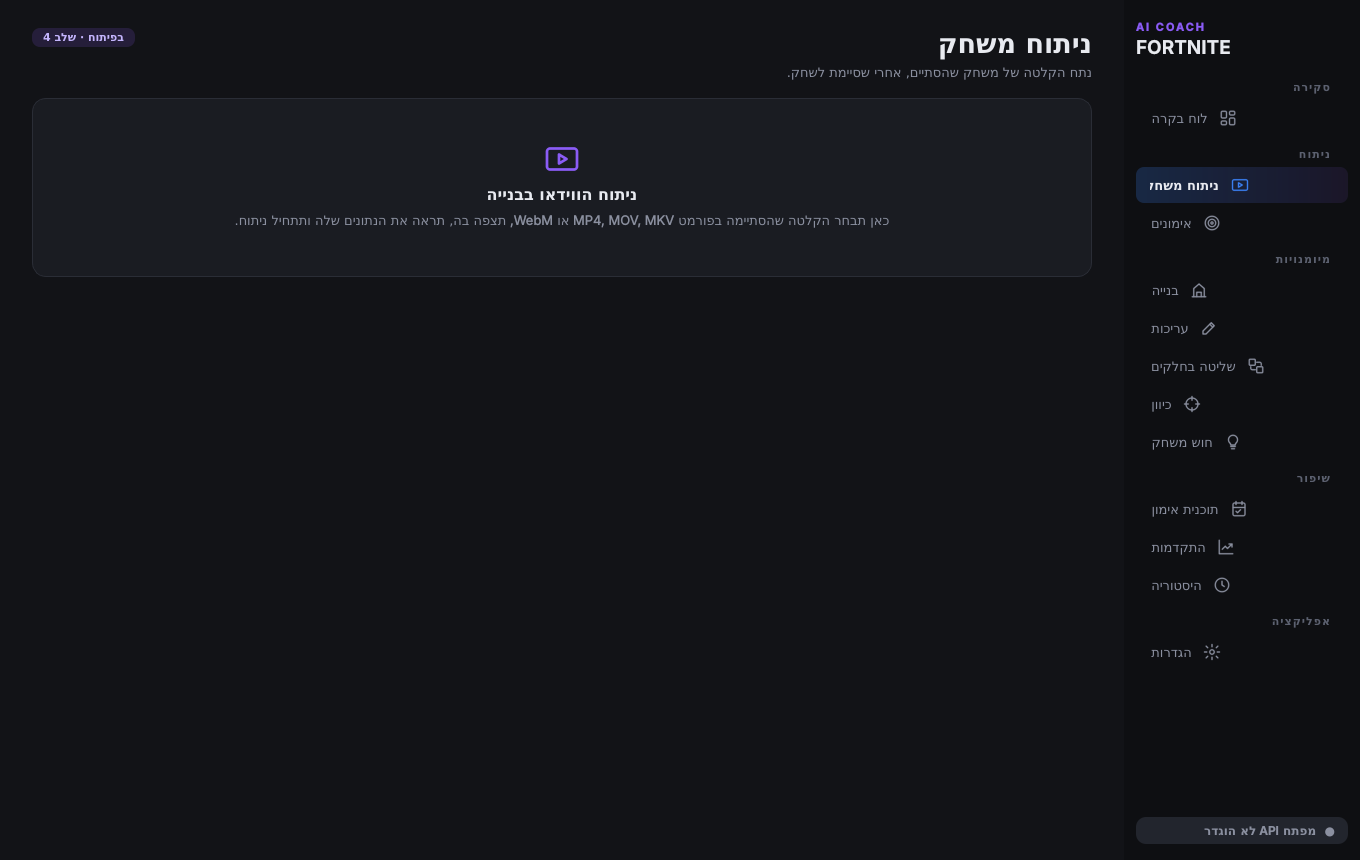 AI COACH
FORTNITE
סקירה
לוח בקרה
ניתוח
ניתוח משחק
אימונים
מיומנויות
בנייה
עריכות
שליטה בחלקים
כיוון
חוש משחק
שיפור
תוכנית אימון
התקדמות
היסטוריה
אפליקציה
הגדרות
מפתח API לא הוגדר
ניתוח משחק
בפיתוח · שלב 4
נתח הקלטה של משחק שהסתיים, אחרי שסיימת לשחק.
ניתוח הווידאו בבנייה
כאן תבחר הקלטה שהסתיימה בפורמט MP4, MOV, MKV או WebM, תצפה בה, תראה את הנתונים שלה ותתחיל ניתוח.